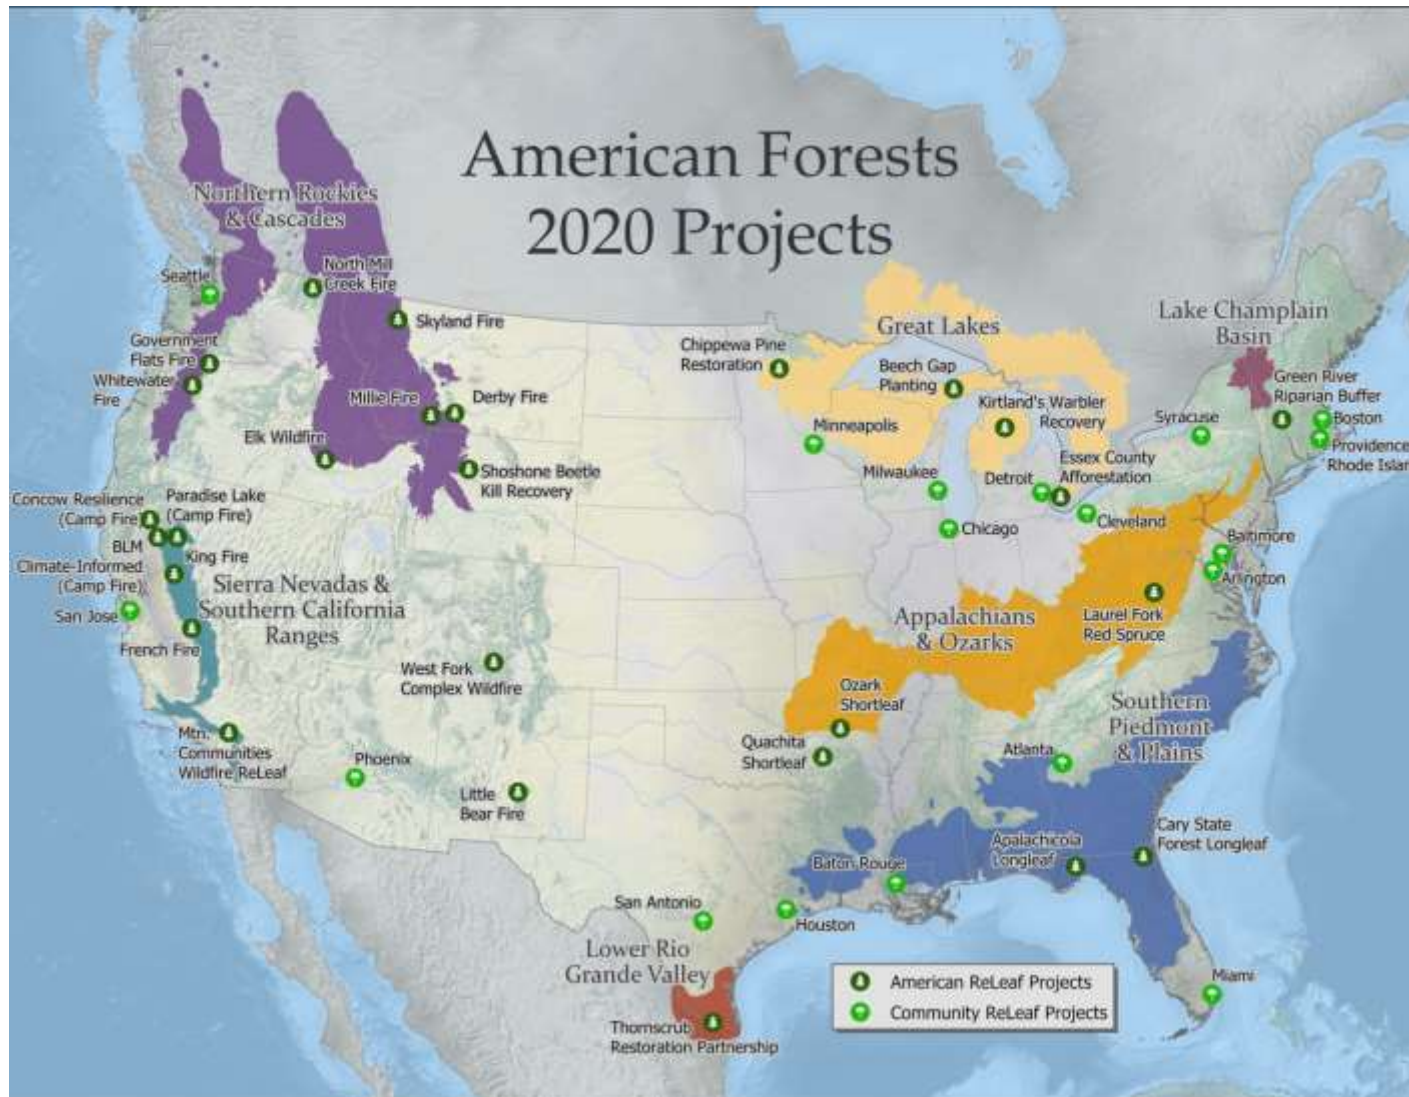 American Forests
2020 Projects
Northern Rockies
& Cascades
North Mill
Creek Fire
Seattle
Skyland Fire
Government
Flats Fire
Whitewater
Fire
Millie Fire
Derby Fire
Elk Wildfire
Shoshone Beetle
Kill Recovery
Great Lakes
Chippewa Pine
Restoration
Beech Gap
Planting
Kirtland's Warbler
Recovery
Minneapolis
Milwaukee
Detroit
Essex County
Afforestation
Chicago
Cleveland
Lake Champlain
Basin
Green River
Riparian Buffer
Syracuse
Boston
Providence
Rhode Islan
Baltimore
Arlington
Concow Resilience
(Camp Fire)
Paradise Lake
(Camp Fire)
BLM
Climate-Informed
(Camp Fire)
King Fire
San Jose
French Fire
Sierra Nevadas &
Southern California
Ranges
Mtn.
Communities
Wildfire ReLeaf
Phoenix
West Fork
Complex Wildfire
Little
Bear Fire
Appalachians
& Ozarks
Laurel Fork
Red Spruce
Ozark
Shortleaf
Quachita
Shortleaf
Southern
Piedmont
& Plains
Atlanta
Apalachicola
Longleaf
Cary State
Forest Longleaf
Baton Rouge
San Antonio
Houston
Miami
Lower Rio
Grande Valley
Thornscrub
Restoration Partnership
American ReLeaf Projects
Community ReLeaf Projects